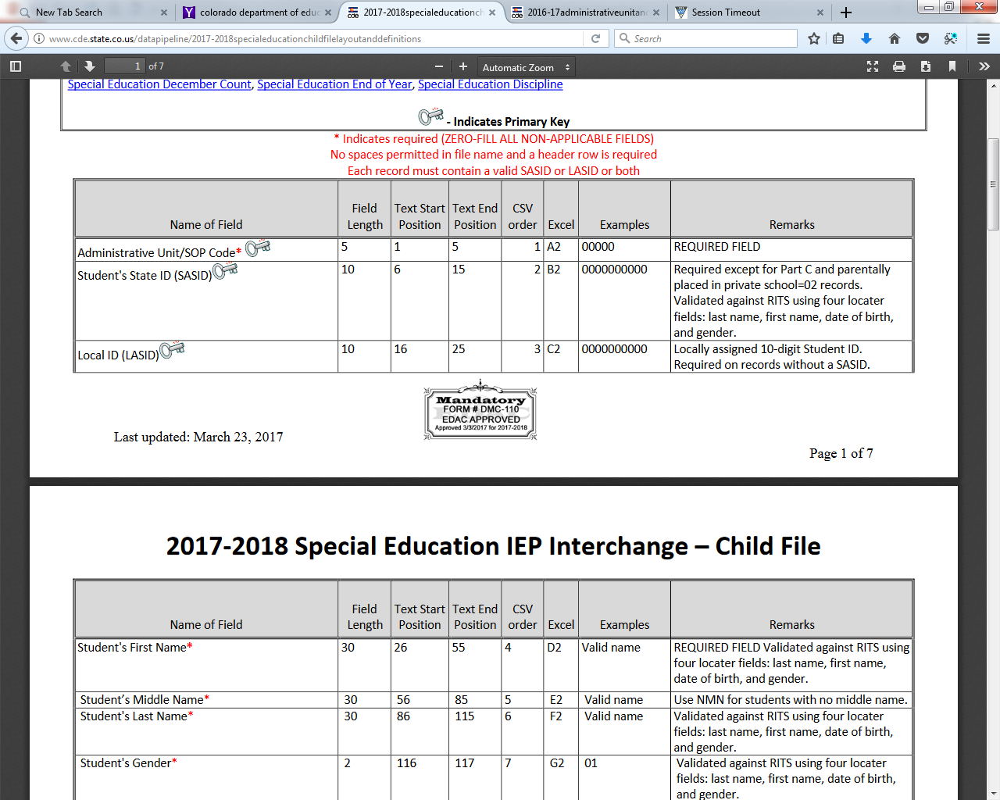 New Tab Search
colorado department of educ
2017-2018specialeducationch
2016-17administrativeunitand
Session Timeout
www.cde.state.co.us/datapipeline/2017-2018specialeducationchildfilelayoutanddefinitions
Search
1 of 7
Automatic Zoom
Special Education December Count, Special Education End of Year, Special Education Discipline
- Indicates Primary Key
* Indicates required (ZERO-FILL ALL NON-APPLICABLE FIELDS)
No spaces permitted in file name and a header row is required
Each record must contain a valid SASID or LASID or both
Name of Field Field Length Text Start Position Text End Position CSV order Excel Examples Remarks
Administrative Unit/SOP Code* 5 1 5 1 A2 00000 REQUIRED FIELD
Student's State ID (SASID) 10 6 15 2 B2 0000000000 Required except for Part C and parentally
placed in private school=02 records.
Validated against RITS using four locater
fields: last name, first name, date of birth,
and gender.
Local ID (LASID) 10 16 25 3 C2 0000000000 Locally assigned 10-digit Student ID.
Required on records without a SASID.
Mandatory
FORM # DMC-110
EDAC APPROVED
Approved 3/3/2017 for 2017-2018
Last updated: March 23, 2017
Page 1 of 7
2017-2018 Special Education IEP Interchange – Child File
Name of Field Field Length Text Start Position Text End Position CSV order Excel Examples Remarks
Student's First Name* 30 26 55 4 D2 Valid name REQUIRED FIELD Validated against RITS using
four locater fields: last name, first name,
date of birth, and gender.
Student’s Middle Name* 30 56 85 5 E2 Valid name Use NMN for students with no middle name.
Student's Last Name* 30 86 115 6 F2 Valid name Validated against RITS using four locater
fields: last name, first name, date of birth,
and gender.
Student's Gender* 2 116 117 7 G2 01 Validated against RITS using four locater
fields: last name, first name, date of birth,
and gender.